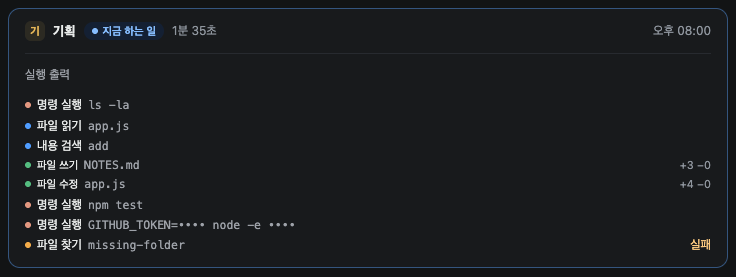 기 기획 지금 하는 일 1분 35초 오후 08:00
실행 출력
명령 실행 ls -la
파일 읽기 app.js
내용 검색 add
파일 쓰기 NOTES.md +3 −0
파일 수정 app.js +4 −0
명령 실행 npm test
명령 실행 GITHUB_TOKEN=•••• node -e ••••
파일 찾기 missing-folder 실패